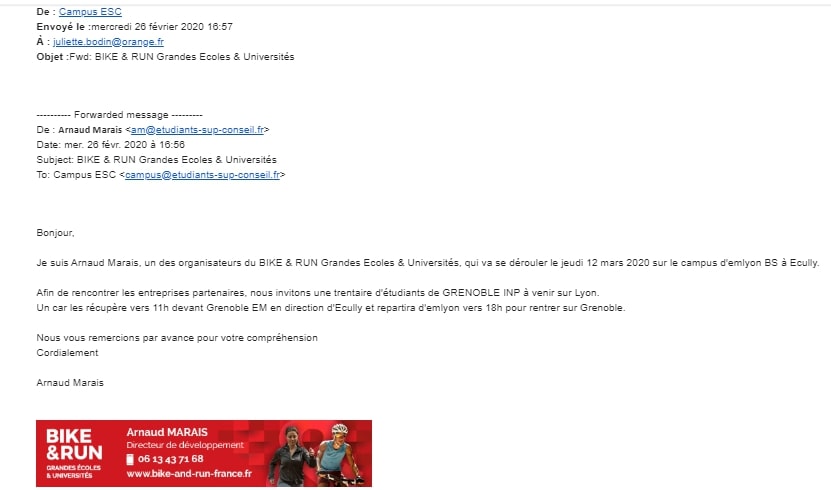 De : Campus ESC
Envoyé le :mercredi 26 février 2020 16:57
À : juliette.bodin@orange.fr
Objet :Fwd: BIKE & RUN Grandes Ecoles & Universités
---------- Forwarded message ---------
De : Arnaud Marais <am@etudiants-sup-conseil.fr>
Date: mer. 26 févr. 2020 à 16:56
Subject: BIKE & RUN Grandes Ecoles & Universités
To: Campus ESC <campus@etudiants-sup-conseil.fr>
Bonjour,
Je suis Arnaud Marais, un des organisateurs du BIKE & RUN Grandes Ecoles & Universités, qui va se dérouler le jeudi 12 mars 2020 sur le campus d'emlyon BS à Ecully.
Afin de rencontrer les entreprises partenaires, nous invitons une trentaire d'étudiants de GRENOBLE INP à venir sur Lyon.
Un car les récupère vers 11h devant Grenoble EM en direction d'Ecully et repartira d'emlyon vers 18h pour rentrer sur Grenoble.
Nous vous remercions par avance pour votre compréhension
Cordialement
Arnaud Marais
BIKE
&RUN
GRANDES ÉCOLES
& UNIVERSITÉS
Arnaud MARAIS
Directeur de développement
06 13 43 71 68
www.bike-and-run-france.fr